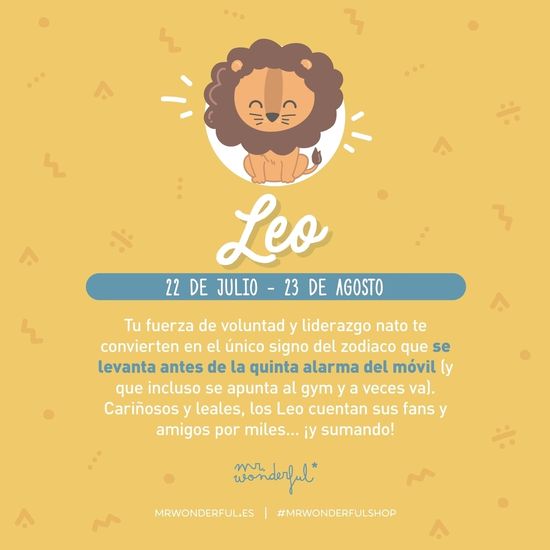 Leo
22 DE JULIO - 23 DE AGOSTO
Tu fuerza de voluntad y liderazgo nato te
convierten en el único signo del zodiaco que se
levanta antes de la quinta alarma del móvil (y
que incluso se apunta al gym y a veces va).
Cariñosos y leales, los Leo cuentan sus fans y
amigos por miles... ¡y sumando!
mr.
wonderful*
MRWONDERFUL.ES | #MRWONDERFULSHOP